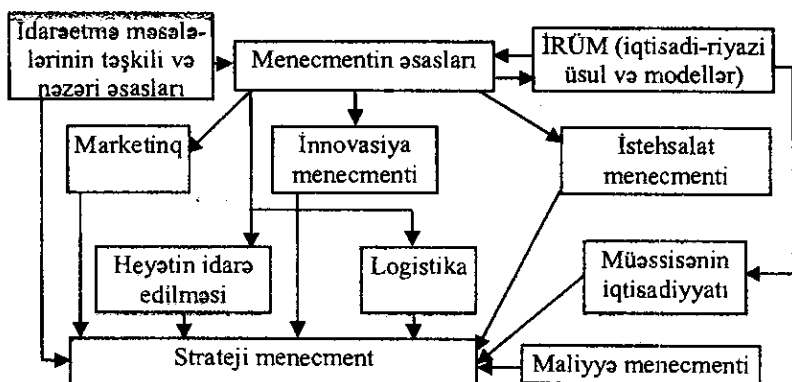 İdarəetmə məsələ-
lərinin təşkili və
nəzəri əsasları
Menecmentin əsasları
İRÜM (iqtisadi-riyazi
üsul və modellər)
Marketinq
İnnovasiya
menecmenti
İstehsalat
menecmenti
Heyətin idarə
edilməsi
Logistika
Müəssisənin
iqtisadiyyatı
Strateji menecment
Maliyyə menecmenti